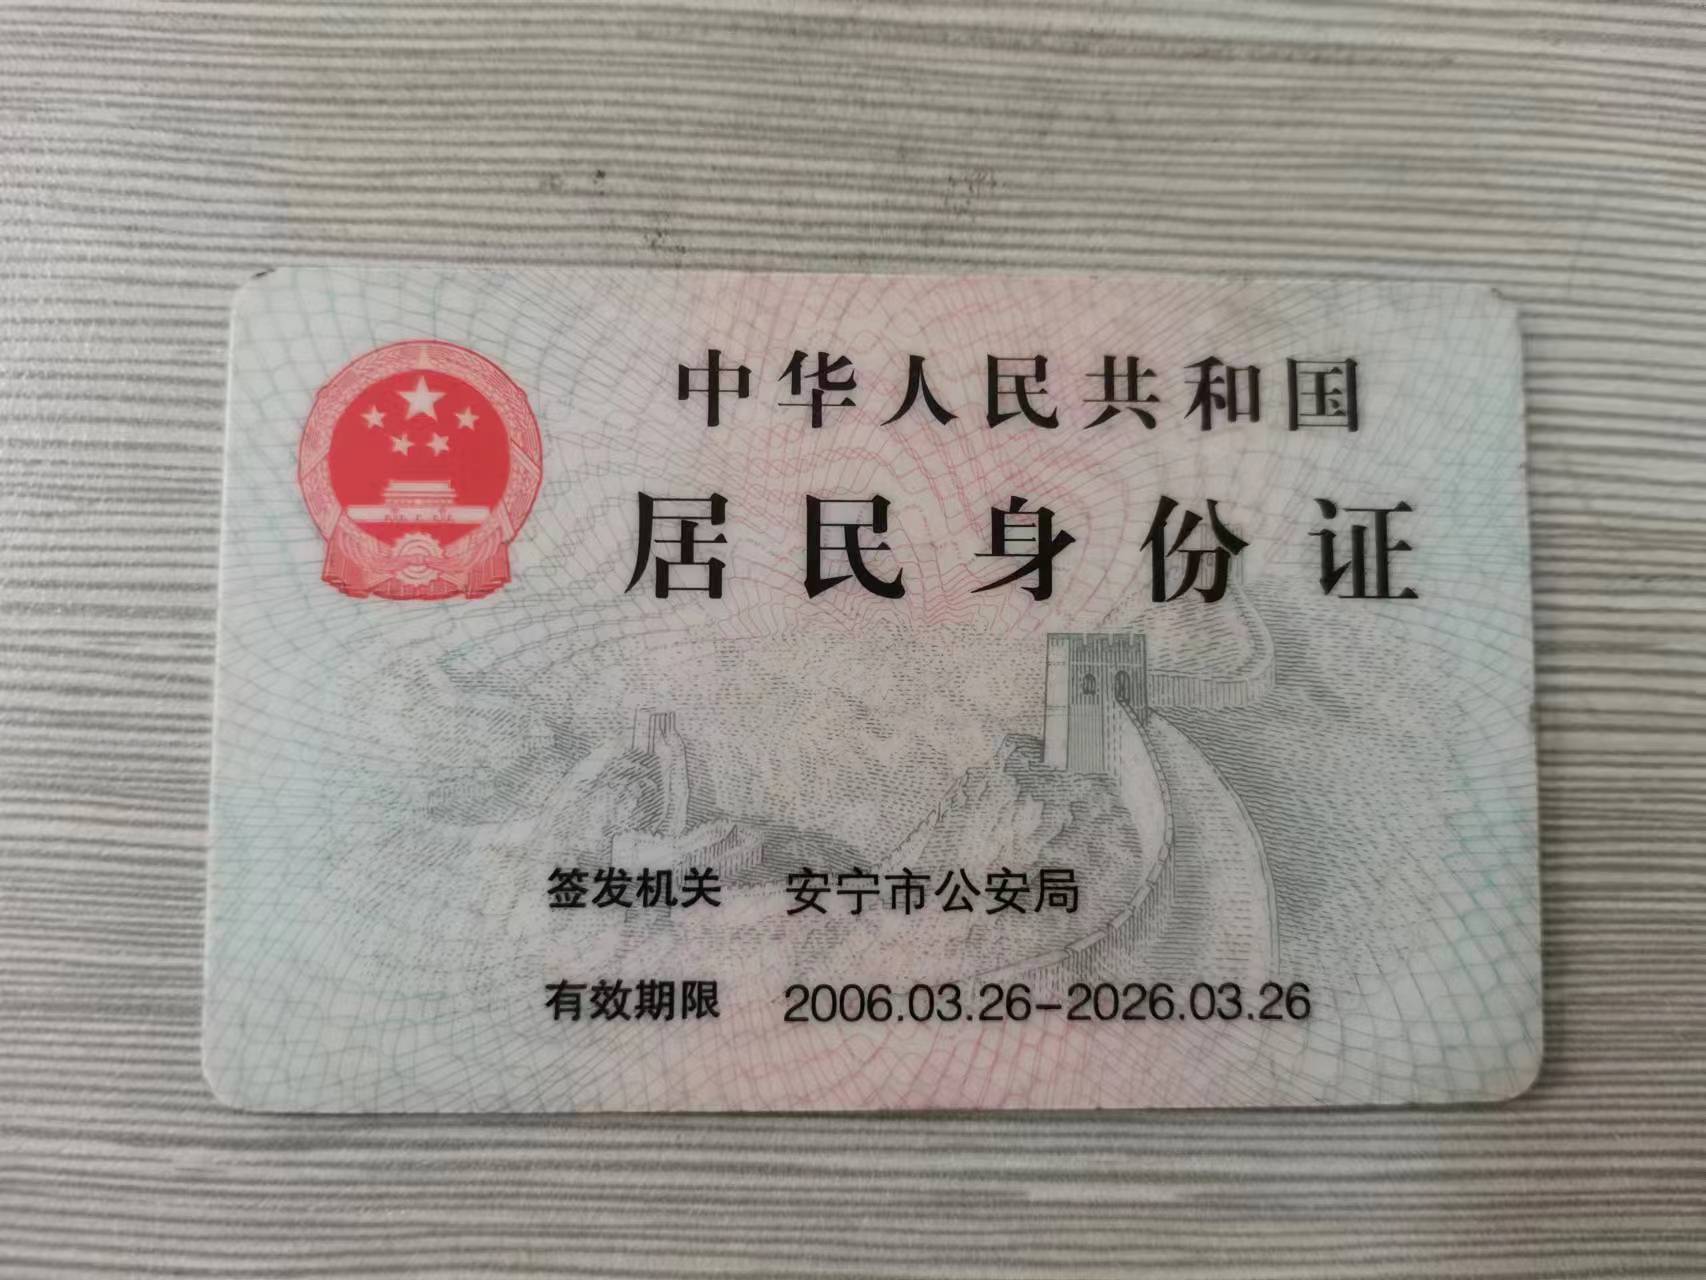 中华人民共和国
居民身份证
签发机关 安宁市公安局
有效期限 2006.03.26-2026.03.26